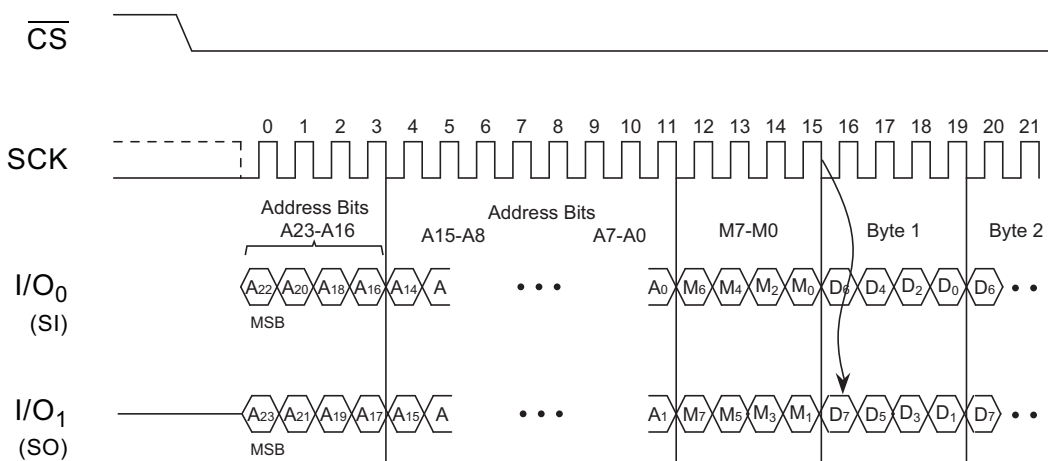 CS
0 1 2 3 4 5 6 7 8 9 10 11 12 13 14 15 16 17 18 19 20 21
SCK
Address Bits Address Bits
A23-A16 A15-A8 A7-A0 M7-M0 Byte 1 Byte 2
I/O0 A22 A20 A18 A16 A14 A • • • A0 M6 M4 M2 M0 D6 D4 D2 D0 D6 • •
(SI) MSB
I/O1 A23 A21 A19 A17 A15 A • • • A1 M7 M5 M3 M1 D7 D5 D3 D1 D7 • •
(SO) MSB